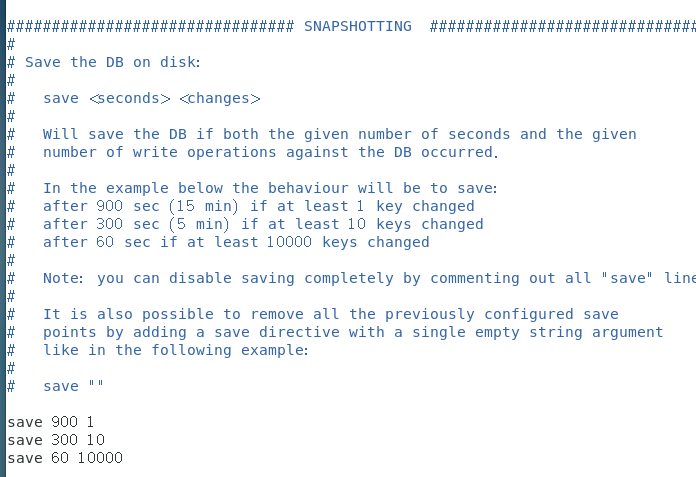 ################################ SNAPSHOTTING  ##############################
#
# Save the DB on disk:
#
#   save <seconds> <changes>
#
#   Will save the DB if both the given number of seconds and the given
#   number of write operations against the DB occurred.
#
#   In the example below the behaviour will be to save:
#   after 900 sec (15 min) if at least 1 key changed
#   after 300 sec (5 min) if at least 10 keys changed
#   after 60 sec if at least 10000 keys changed
#
#   Note: you can disable saving completely by commenting out all "save" line
#
#   It is also possible to remove all the previously configured save
#   points by adding a save directive with a single empty string argument
#   like in the following example:
#
#   save ""
save 900 1
save 300 10
save 60 10000